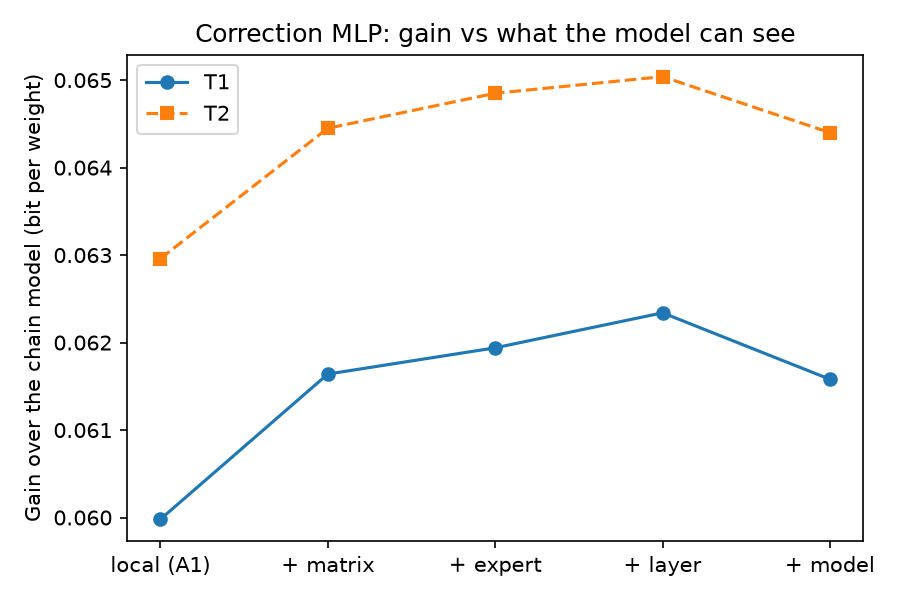 Correction MLP: gain vs what the model can see
Gain over the chain model (bit per weight)
T1
T2
0.065
0.064
0.063
0.062
0.061
0.060
local (A1)
+ matrix
+ expert
+ layer
+ model